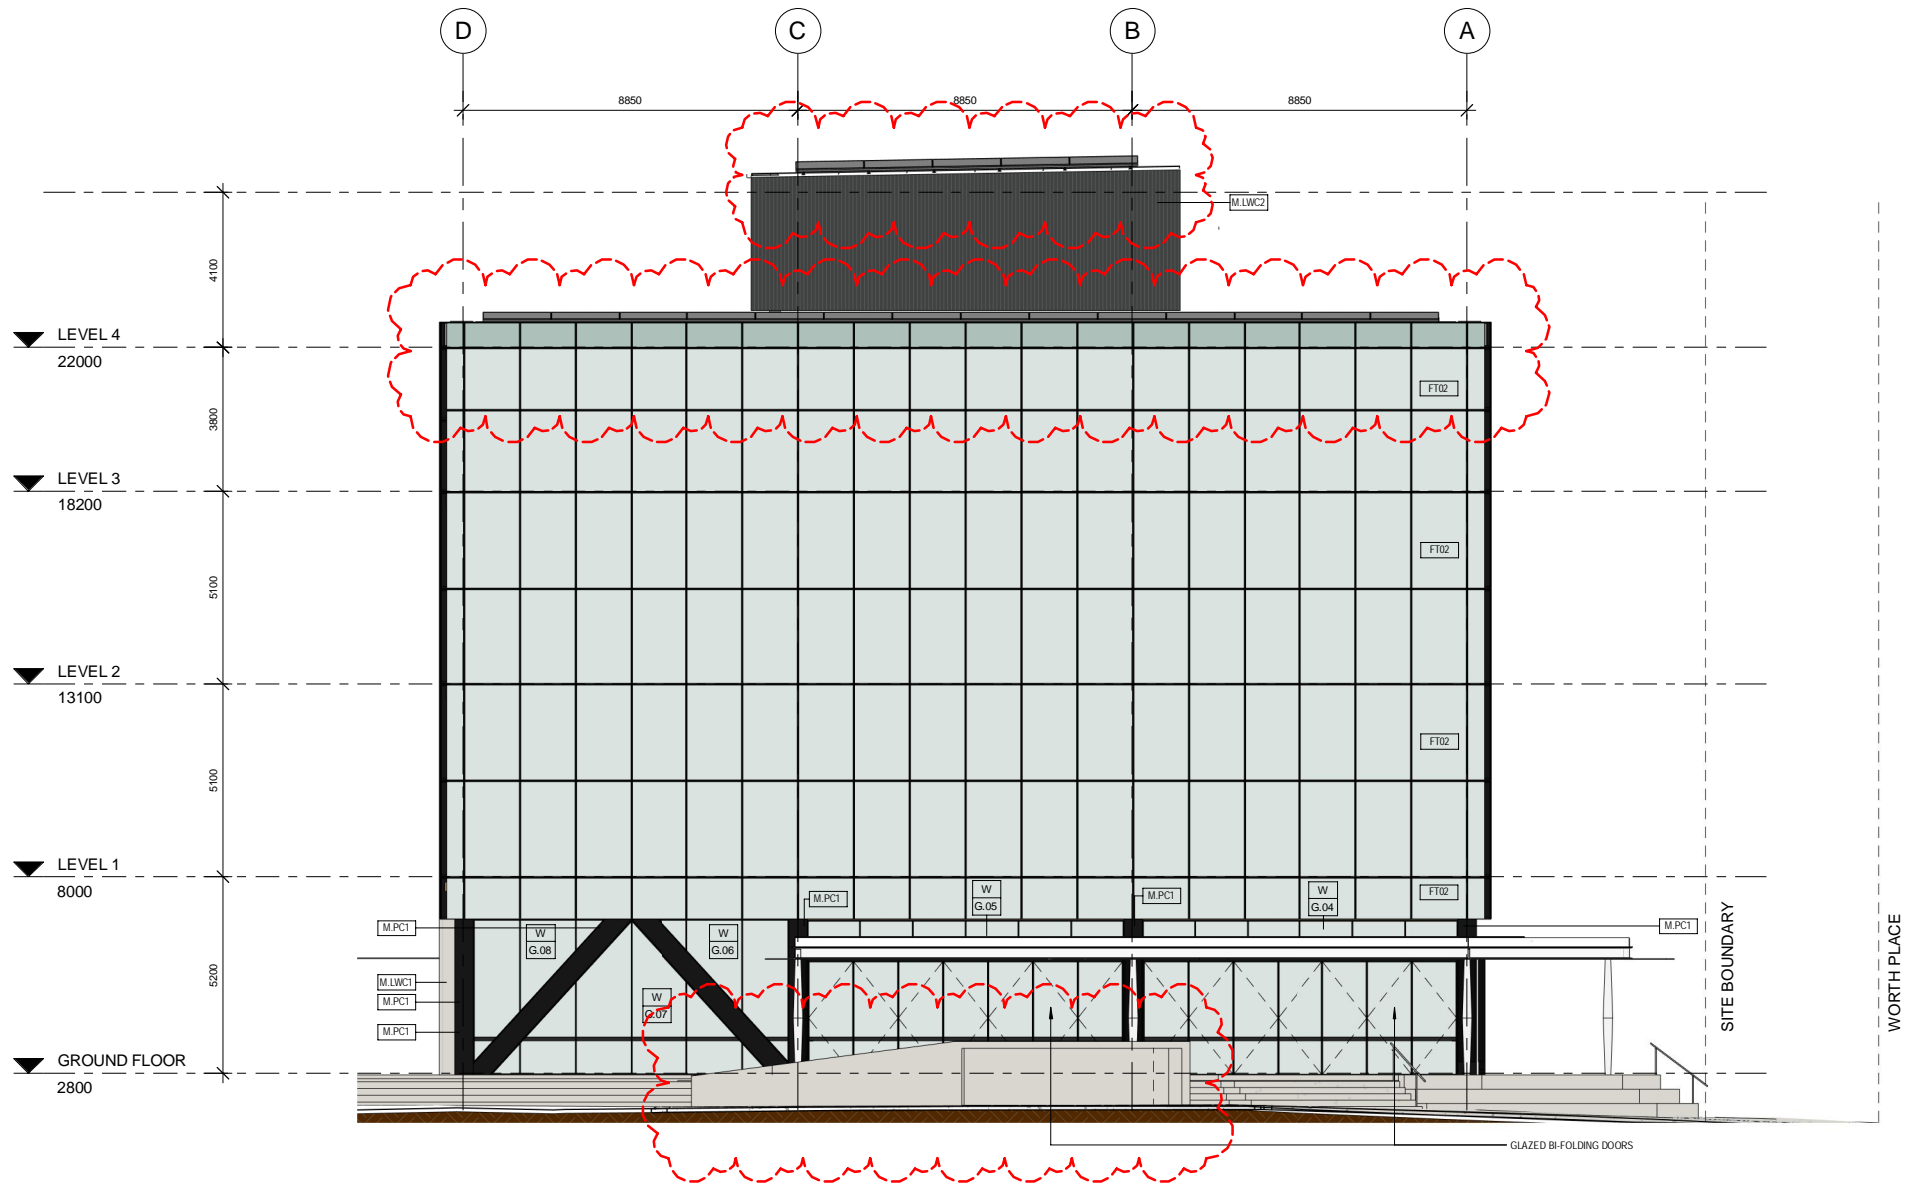 D C B A
8850 8850 8850
M.LWC2
4100
LEVEL 4
22000
FT02
3800
LEVEL 3
18200
FT02
5100
LEVEL 2
13100
FT02
5100
LEVEL 1
8000
FT02
W
G.05
W
G.04
M.PC1
M.PC1
M.PC1
M.PC1
W
G.08
W
G.06
5200
M.LWC1
M.PC1
M.PC1
W
G.07
SITE BOUNDARY
WORTH PLACE
GROUND FLOOR
2800
GLAZED BI-FOLDING DOORS